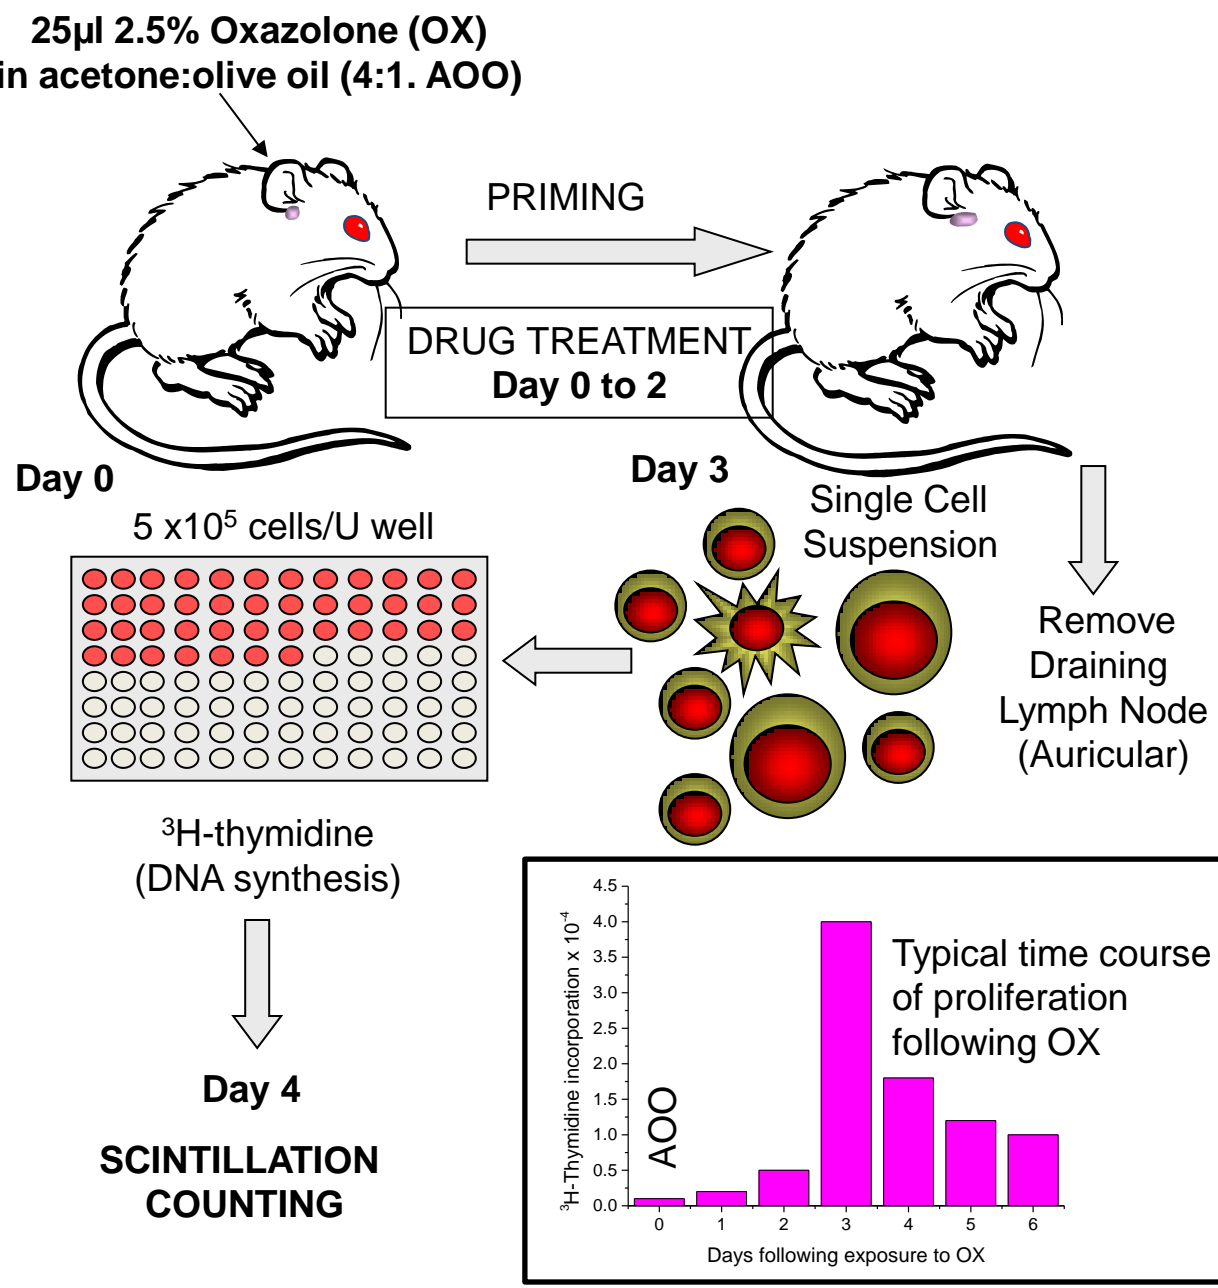 25µl 2.5% Oxazolone (OX)
in acetone:olive oil (4:1. AOO)
PRIMING
DRUG TREATMENT
Day 0 to 2
Day 0
Day 3
Single Cell
Suspension
5 x10⁵ cells/U well
Remove
Draining
Lymph Node
(Auricular)
³H-thymidine
(DNA synthesis)
Day 4
SCINTILLATION
COUNTING
³H-Thymidine incorporation x 10⁻⁴
4.5
4.0
3.5
3.0
2.5
2.0
1.5
1.0
0.5
0.0
AOO
Typical time course
of proliferation
following OX
0 1 2 3 4 5 6
Days following exposure to OX